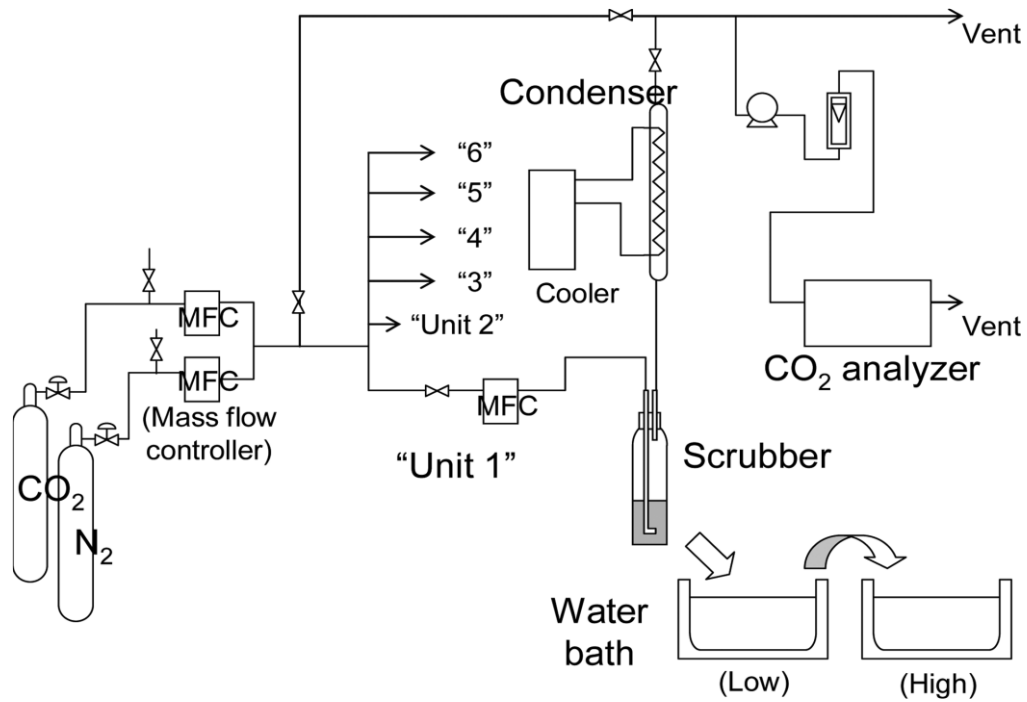 Vent
Condenser
“6”
“5”
“4”
“3”
“Unit 2”
Cooler
MFC
MFC
(Mass flow
controller)
Vent
CO2 analyzer
MFC
“Unit 1”
Scrubber
CO2
N2
Water
bath
(Low)
(High)